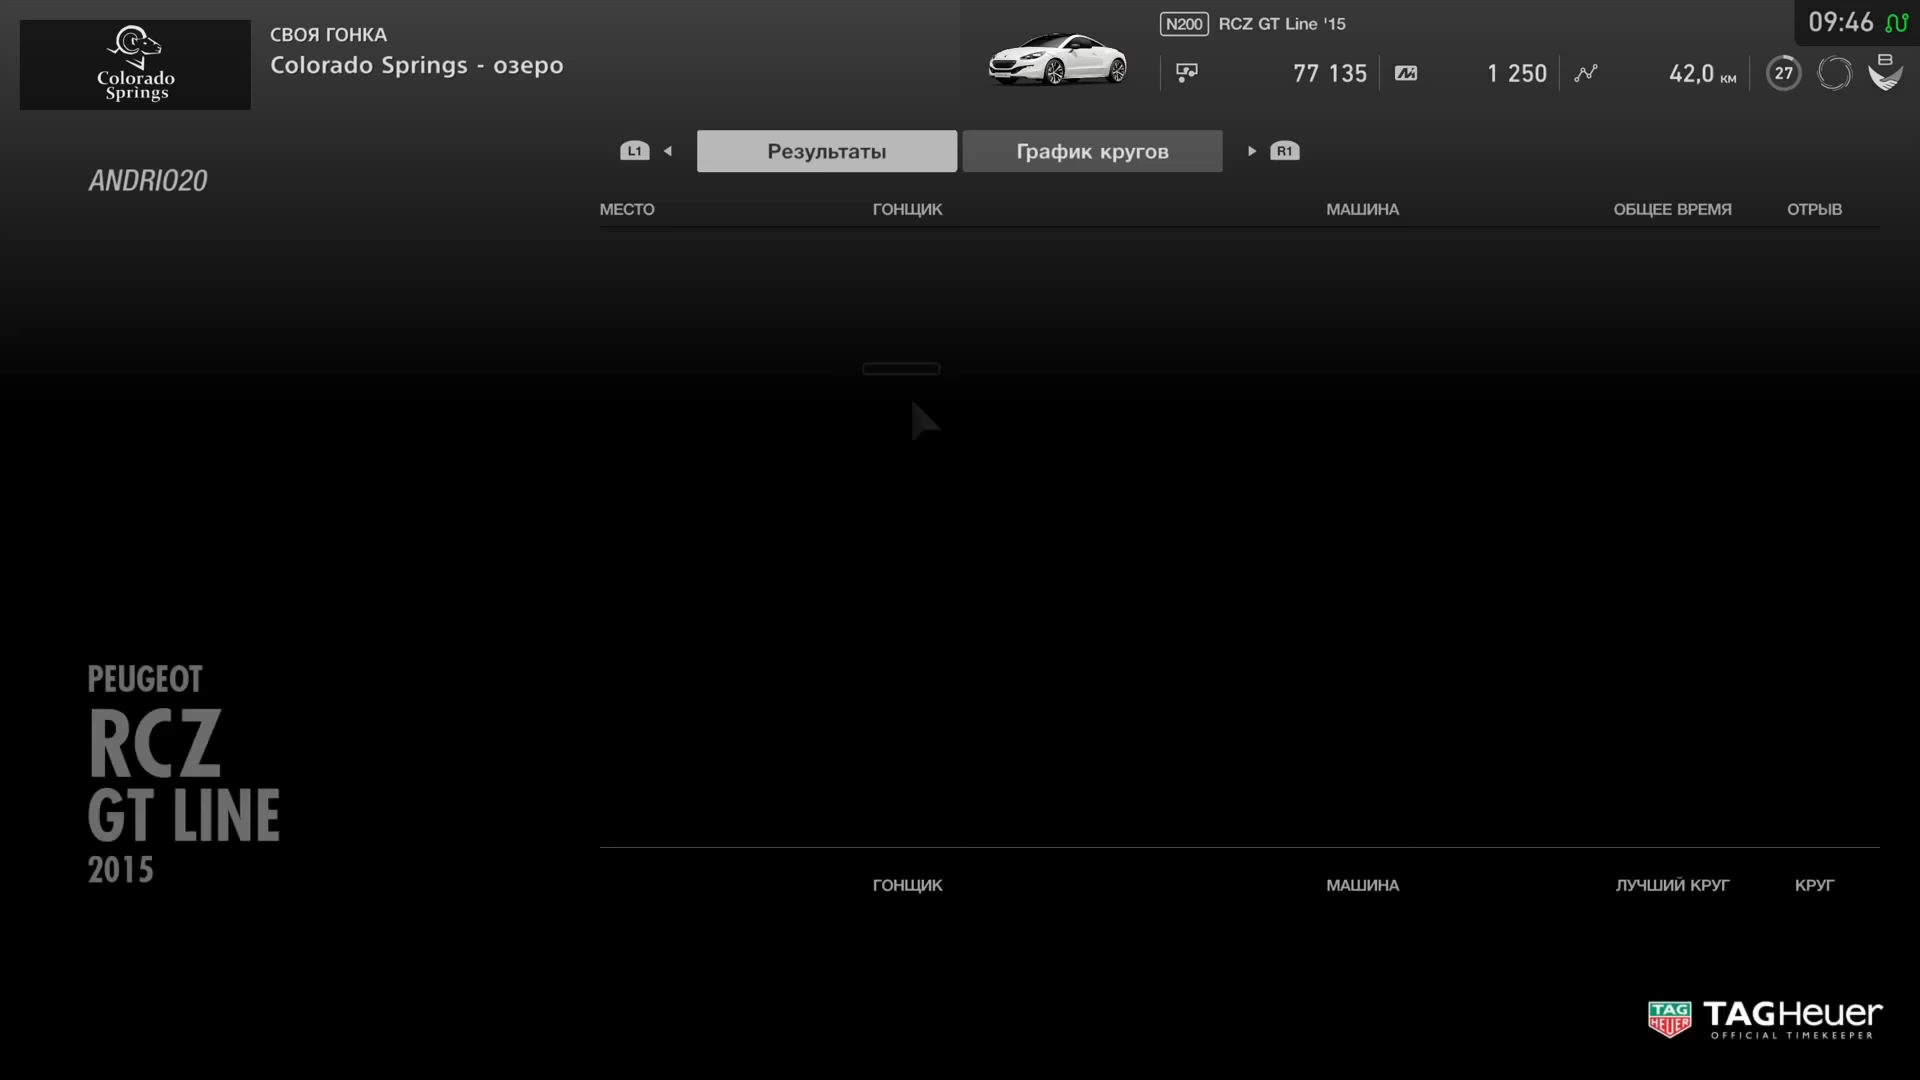 Colorado
Springs
СВОЯ ГОНКА
Colorado Springs - озеро
N200 RCZ GT Line '15
77 135
1 250
42,0 км
27
B
09:46
L1
Результаты
График кругов
R1
ANDRIO20
МЕСТО ГОНЩИК МАШИНА ОБЩЕЕ ВРЕМЯ ОТРЫВ
PEUGEOT
RCZ
GT LINE
2015
ГОНЩИК МАШИНА ЛУЧШИЙ КРУГ КРУГ
TAG
HEUER
TAGHeuer
OFFICIAL TIMEKEEPER